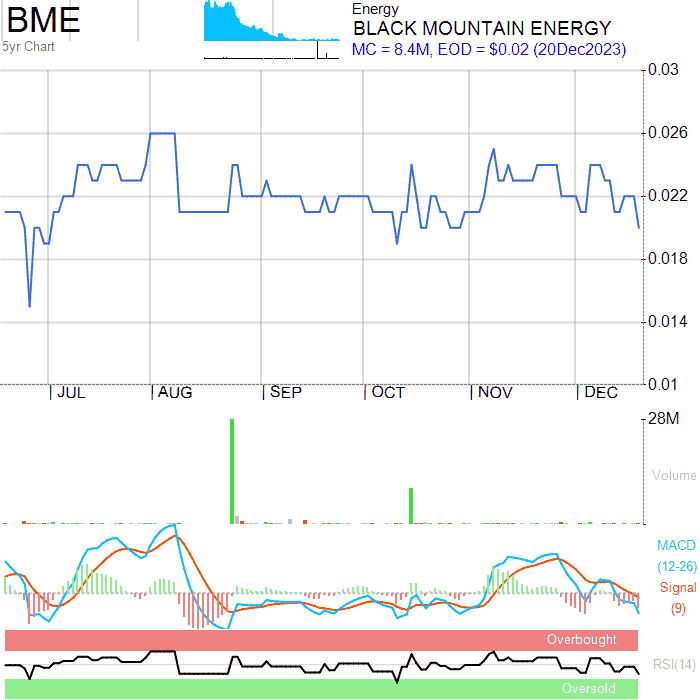 BME
5yr Chart
Energy
BLACK MOUNTAIN ENERGY
MC = 8.4M, EOD = $0.02 (20Dec2023)
0.03
0.026
0.022
0.018
0.014
0.01
JUL AUG SEP OCT NOV DEC
28M
Volume
MACD
(12-26)
Signal
(9)
Overbought
RSI(14)
Oversold